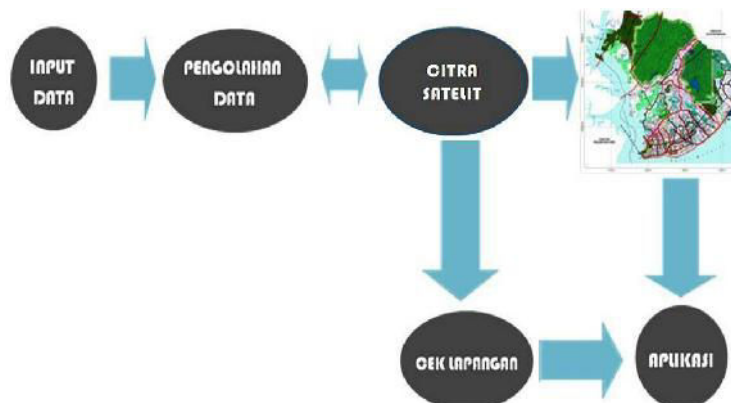 INPUT
DATA
PENGOLAHAN
DATA
CITRA
SATELIT
CEK LAPANGAN
APLIKASI